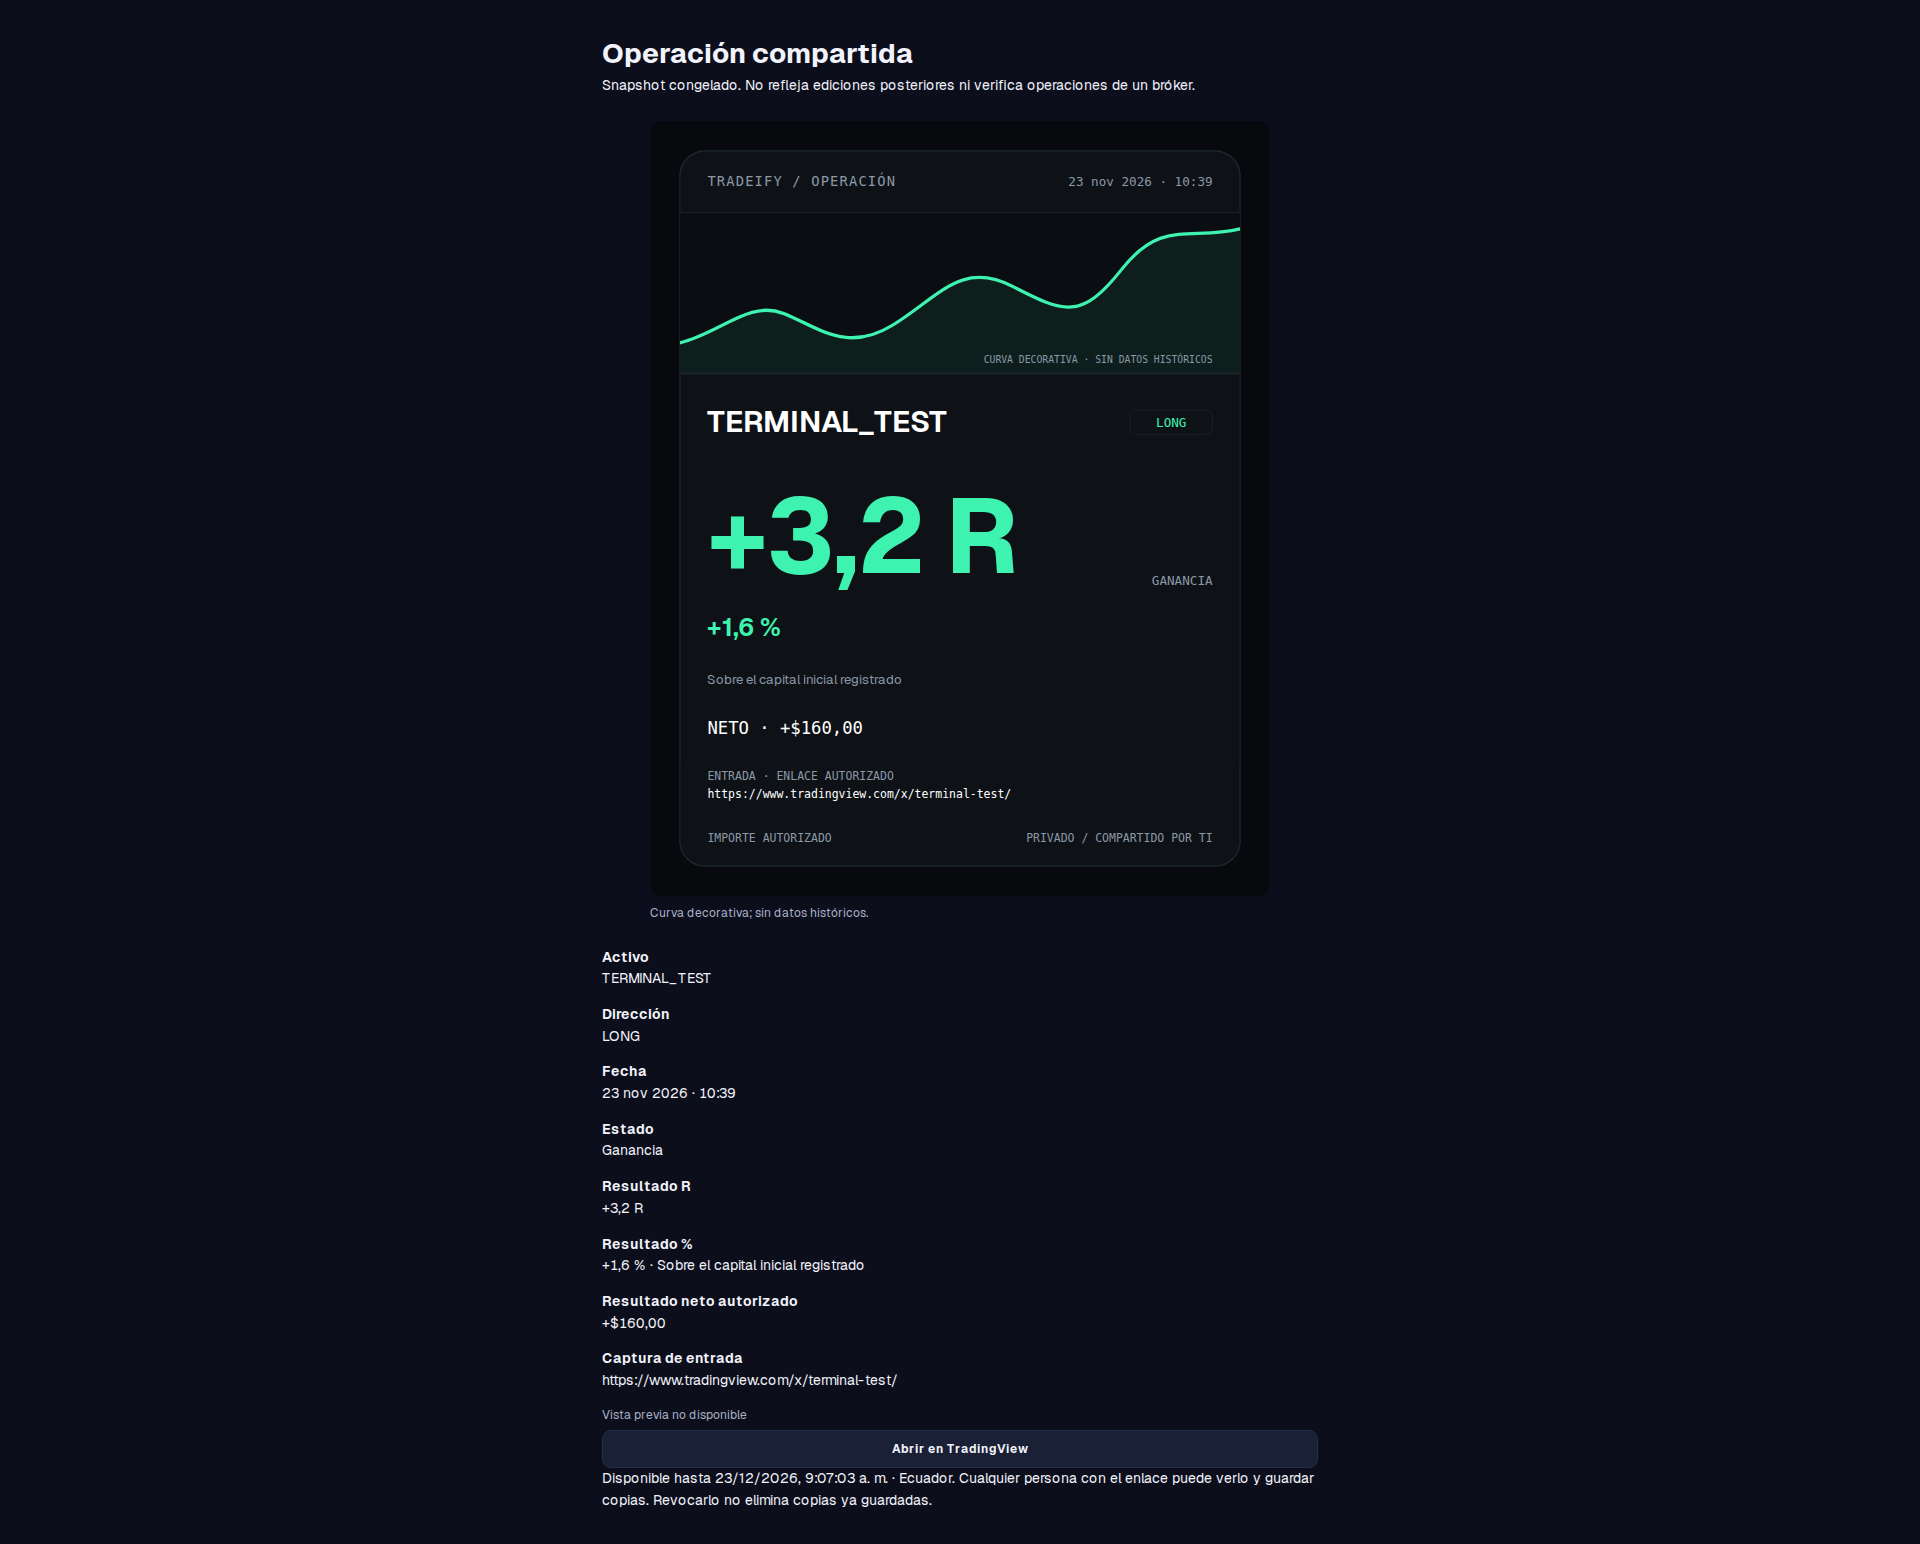 Operación compartida
Snapshot congelado. No refleja ediciones posteriores ni verifica operaciones de un bróker.
TRADEIFY / OPERACIÓN
23 nov 2026 · 10:39
CURVA DECORATIVA · SIN DATOS HISTÓRICOS
TERMINAL_TEST
LONG
+3,2 R
GANANCIA
+1,6 %
Sobre el capital inicial registrado
NETO · +$160,00
ENTRADA · ENLACE AUTORIZADO
https://www.tradingview.com/x/terminal-test/
IMPORTE AUTORIZADO
PRIVADO / COMPARTIDO POR TI
Curva decorativa; sin datos históricos.
Activo
TERMINAL_TEST
Dirección
LONG
Fecha
23 nov 2026 · 10:39
Estado
Ganancia
Resultado R
+3,2 R
Resultado %
+1,6 % · Sobre el capital inicial registrado
Resultado neto autorizado
+$160,00
Captura de entrada
https://www.tradingview.com/x/terminal-test/
Vista previa no disponible
Abrir en TradingView
Disponible hasta 23/12/2026, 9:07:03 a. m. · Ecuador. Cualquier persona con el enlace puede verlo y guardar
copias. Revocarlo no elimina copias ya guardadas.